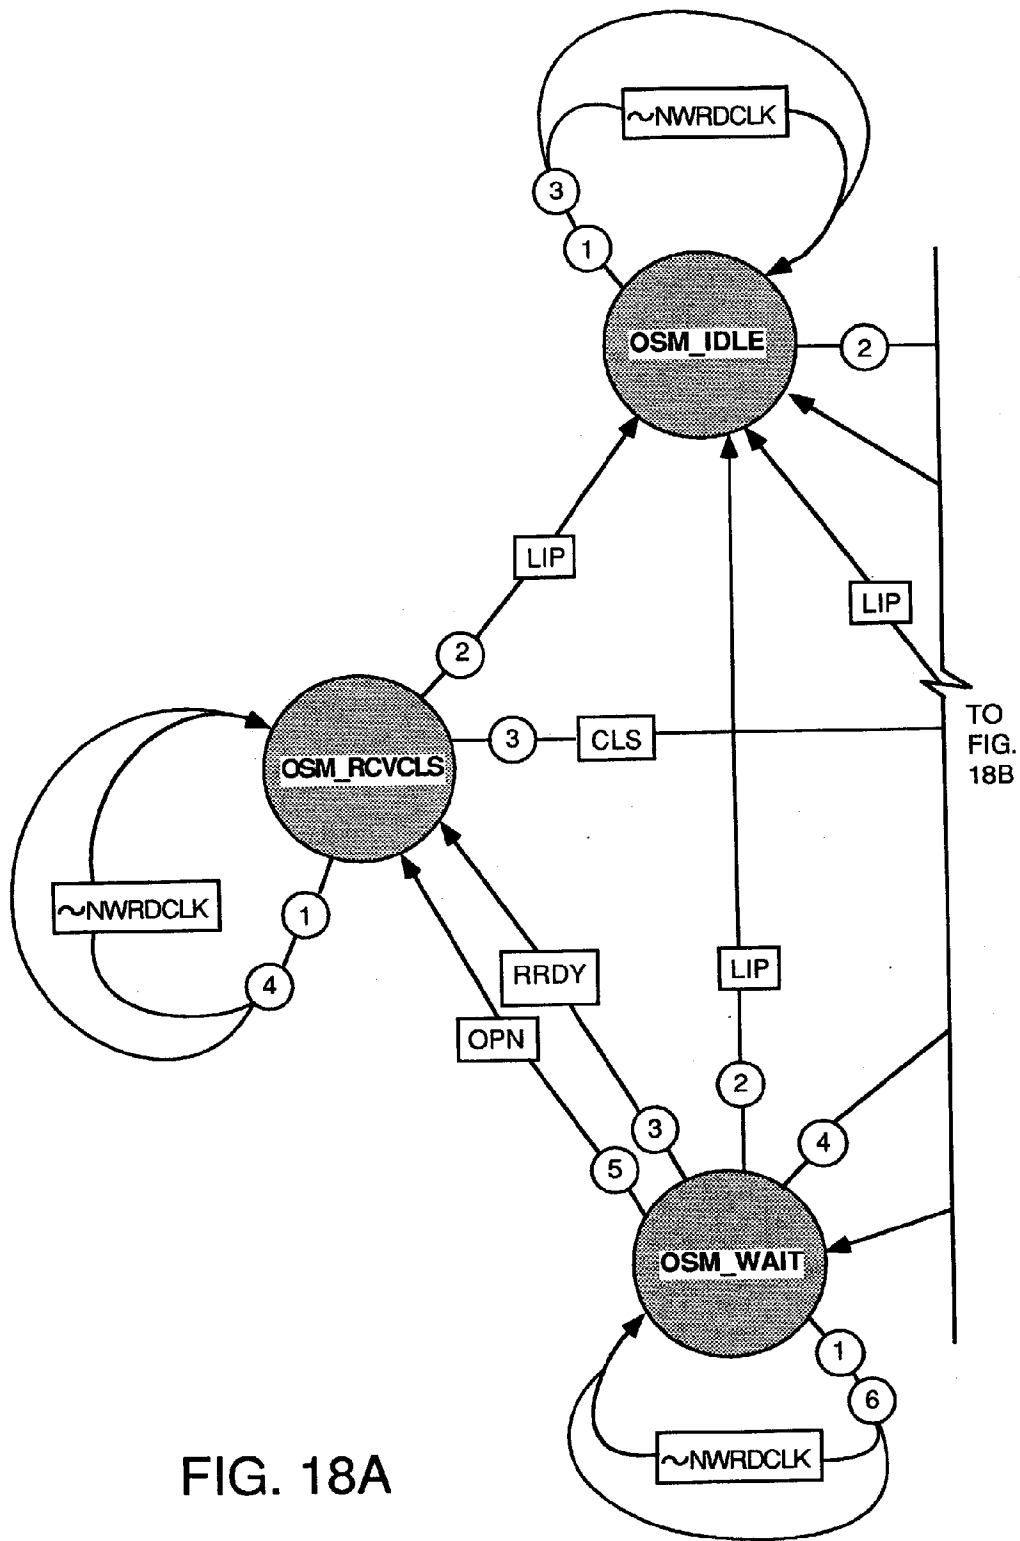 ~NWRDCLK
3
1
OSM_IDLE
2
LIP
LIP
2
TO
FIG.
18B
3
CLS
OSM_RCVCLS
~NWRDCLK
1
4
RRDY
LIP
OPN
2
3
4
5
OSM_WAIT
1
6
~NWRDCLK
FIG. 18A